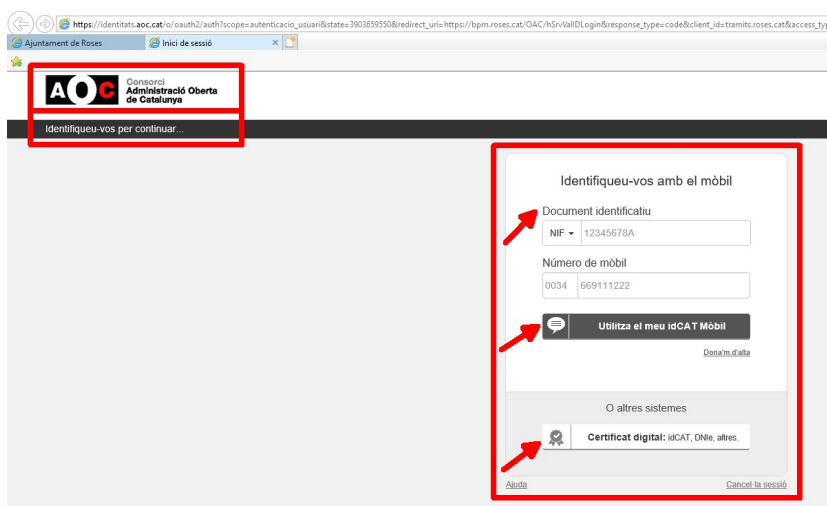 https://identitats.aoc.cat/o/oauth2/auth?scope=autenticacio_usuari&state=3903659550&redirect_uri=https://bpm.roses.cat/OAC/hSrvValIDLogin&response_type=code&client_id=tramits.roses.cat&access_typ
Ajuntament de Roses
Inici de sessió
×
AOC
Consorci
Administració Oberta
de Catalunya
Identifiqueu-vos per continuar...
Identifiqueu-vos amb el mòbil
Document identificatiu
NIF 12345678A
Número de mòbil
0034 669111222
Utilitza el meu idCAT Mòbil
Dona'm d'alta
O altres sistemes
Certificat digital: idCAT, DNIe, altres.
Ajuda
Cancel·la sessió